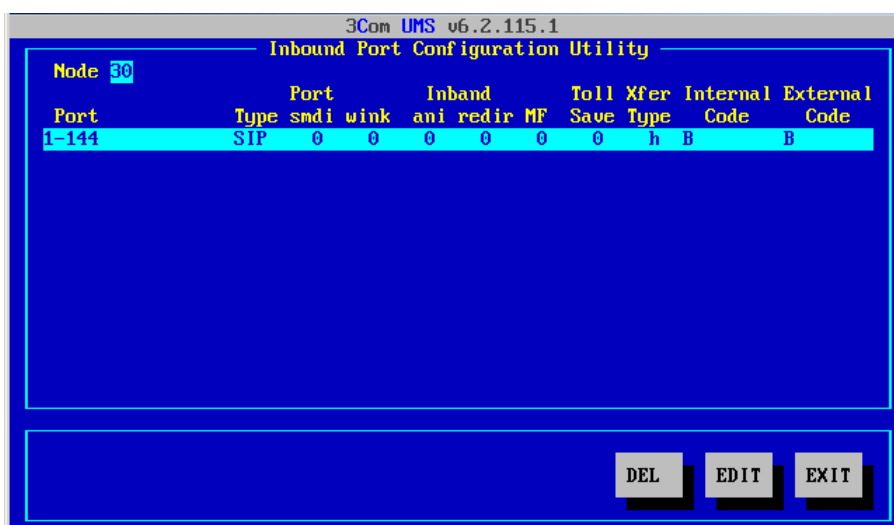 3Com UMS v6.2.115.1
Inbound Port Configuration Utility
Node 30
Port Inband Toll Xfer Internal External
Port Type smdi wink ani redir MF Save Type Code Code
1-144 SIP 0 0 0 0 0 0 h B B
DEL EDIT EXIT